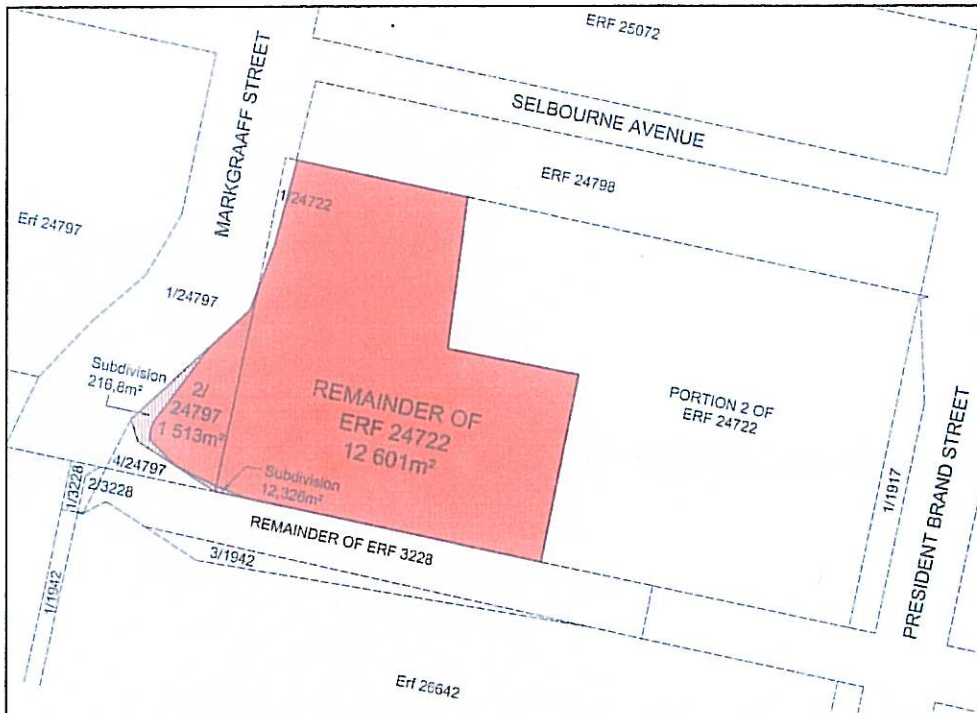 ERF 25072
SELBOURNE AVENUE
MARKGRAAFF STREET
ERF 24798
1/24722
Erf 24797
1/24797
Subdivision
216,8m²
2/
24797
1 513m²
REMAINDER OF
ERF 24722
12 601m²
PORTION 2 OF
ERF 24722
4/24797
Subdivision
12,326m²
1/3228
2/3228
REMAINDER OF ERF 3228
3/1942
1/1942
1/1917
PRESIDENT BRAND STREET
Erf 26642